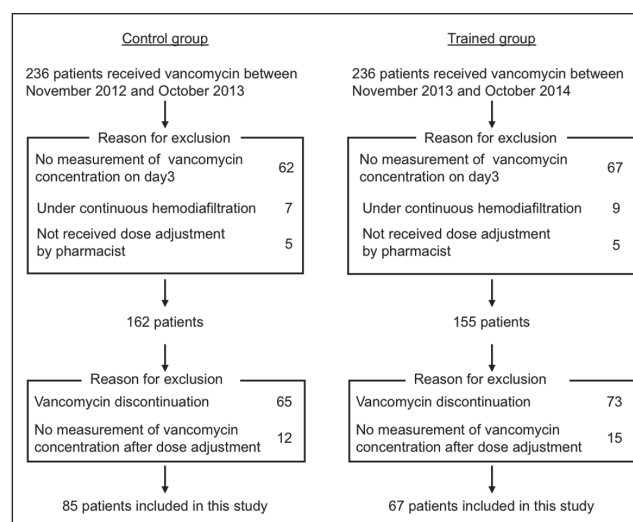 Control group
236 patients received vancomycin between
November 2012 and October 2013
Reason for exclusion
No measurement of vancomycin
concentration on day3
62
Under continuous hemodiafiltration 7
Not received dose adjustment
by pharmacist
5
162 patients
Reason for exclusion
Vancomycin discontinuation 65
No measurement of vancomycin
concentration after dose adjustment
12
85 patients included in this study
Trained group
236 patients received vancomycin between
November 2013 and October 2014
Reason for exclusion
No measurement of vancomycin
concentration on day3
67
Under continuous hemodiafiltration 9
Not received dose adjustment
by pharmacist
5
155 patients
Reason for exclusion
Vancomycin discontinuation 73
No measurement of vancomycin
concentration after dose adjustment
15
67 patients included in this study